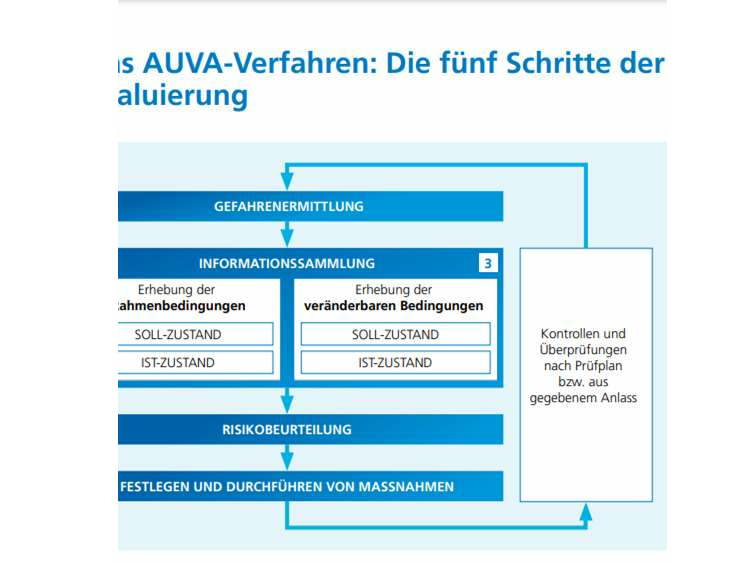 s AUVA-Verfahren: Die fünf Schritte der
aluierung
GEFAHRENERMITTLUNG
INFORMATIONSSAMMLUNG 3
Erhebung der
ahmenbedingungen
SOLL-ZUSTAND
IST-ZUSTAND
Erhebung der
veränderbaren Bedingungen
SOLL-ZUSTAND
IST-ZUSTAND
RISIKOBEURTEILUNG
FESTLEGEN UND DURCHFÜHREN VON MASSNAHMEN
Kontrollen und
Überprüfungen
nach Prüfplan
bzw. aus
gegebenem Anlass